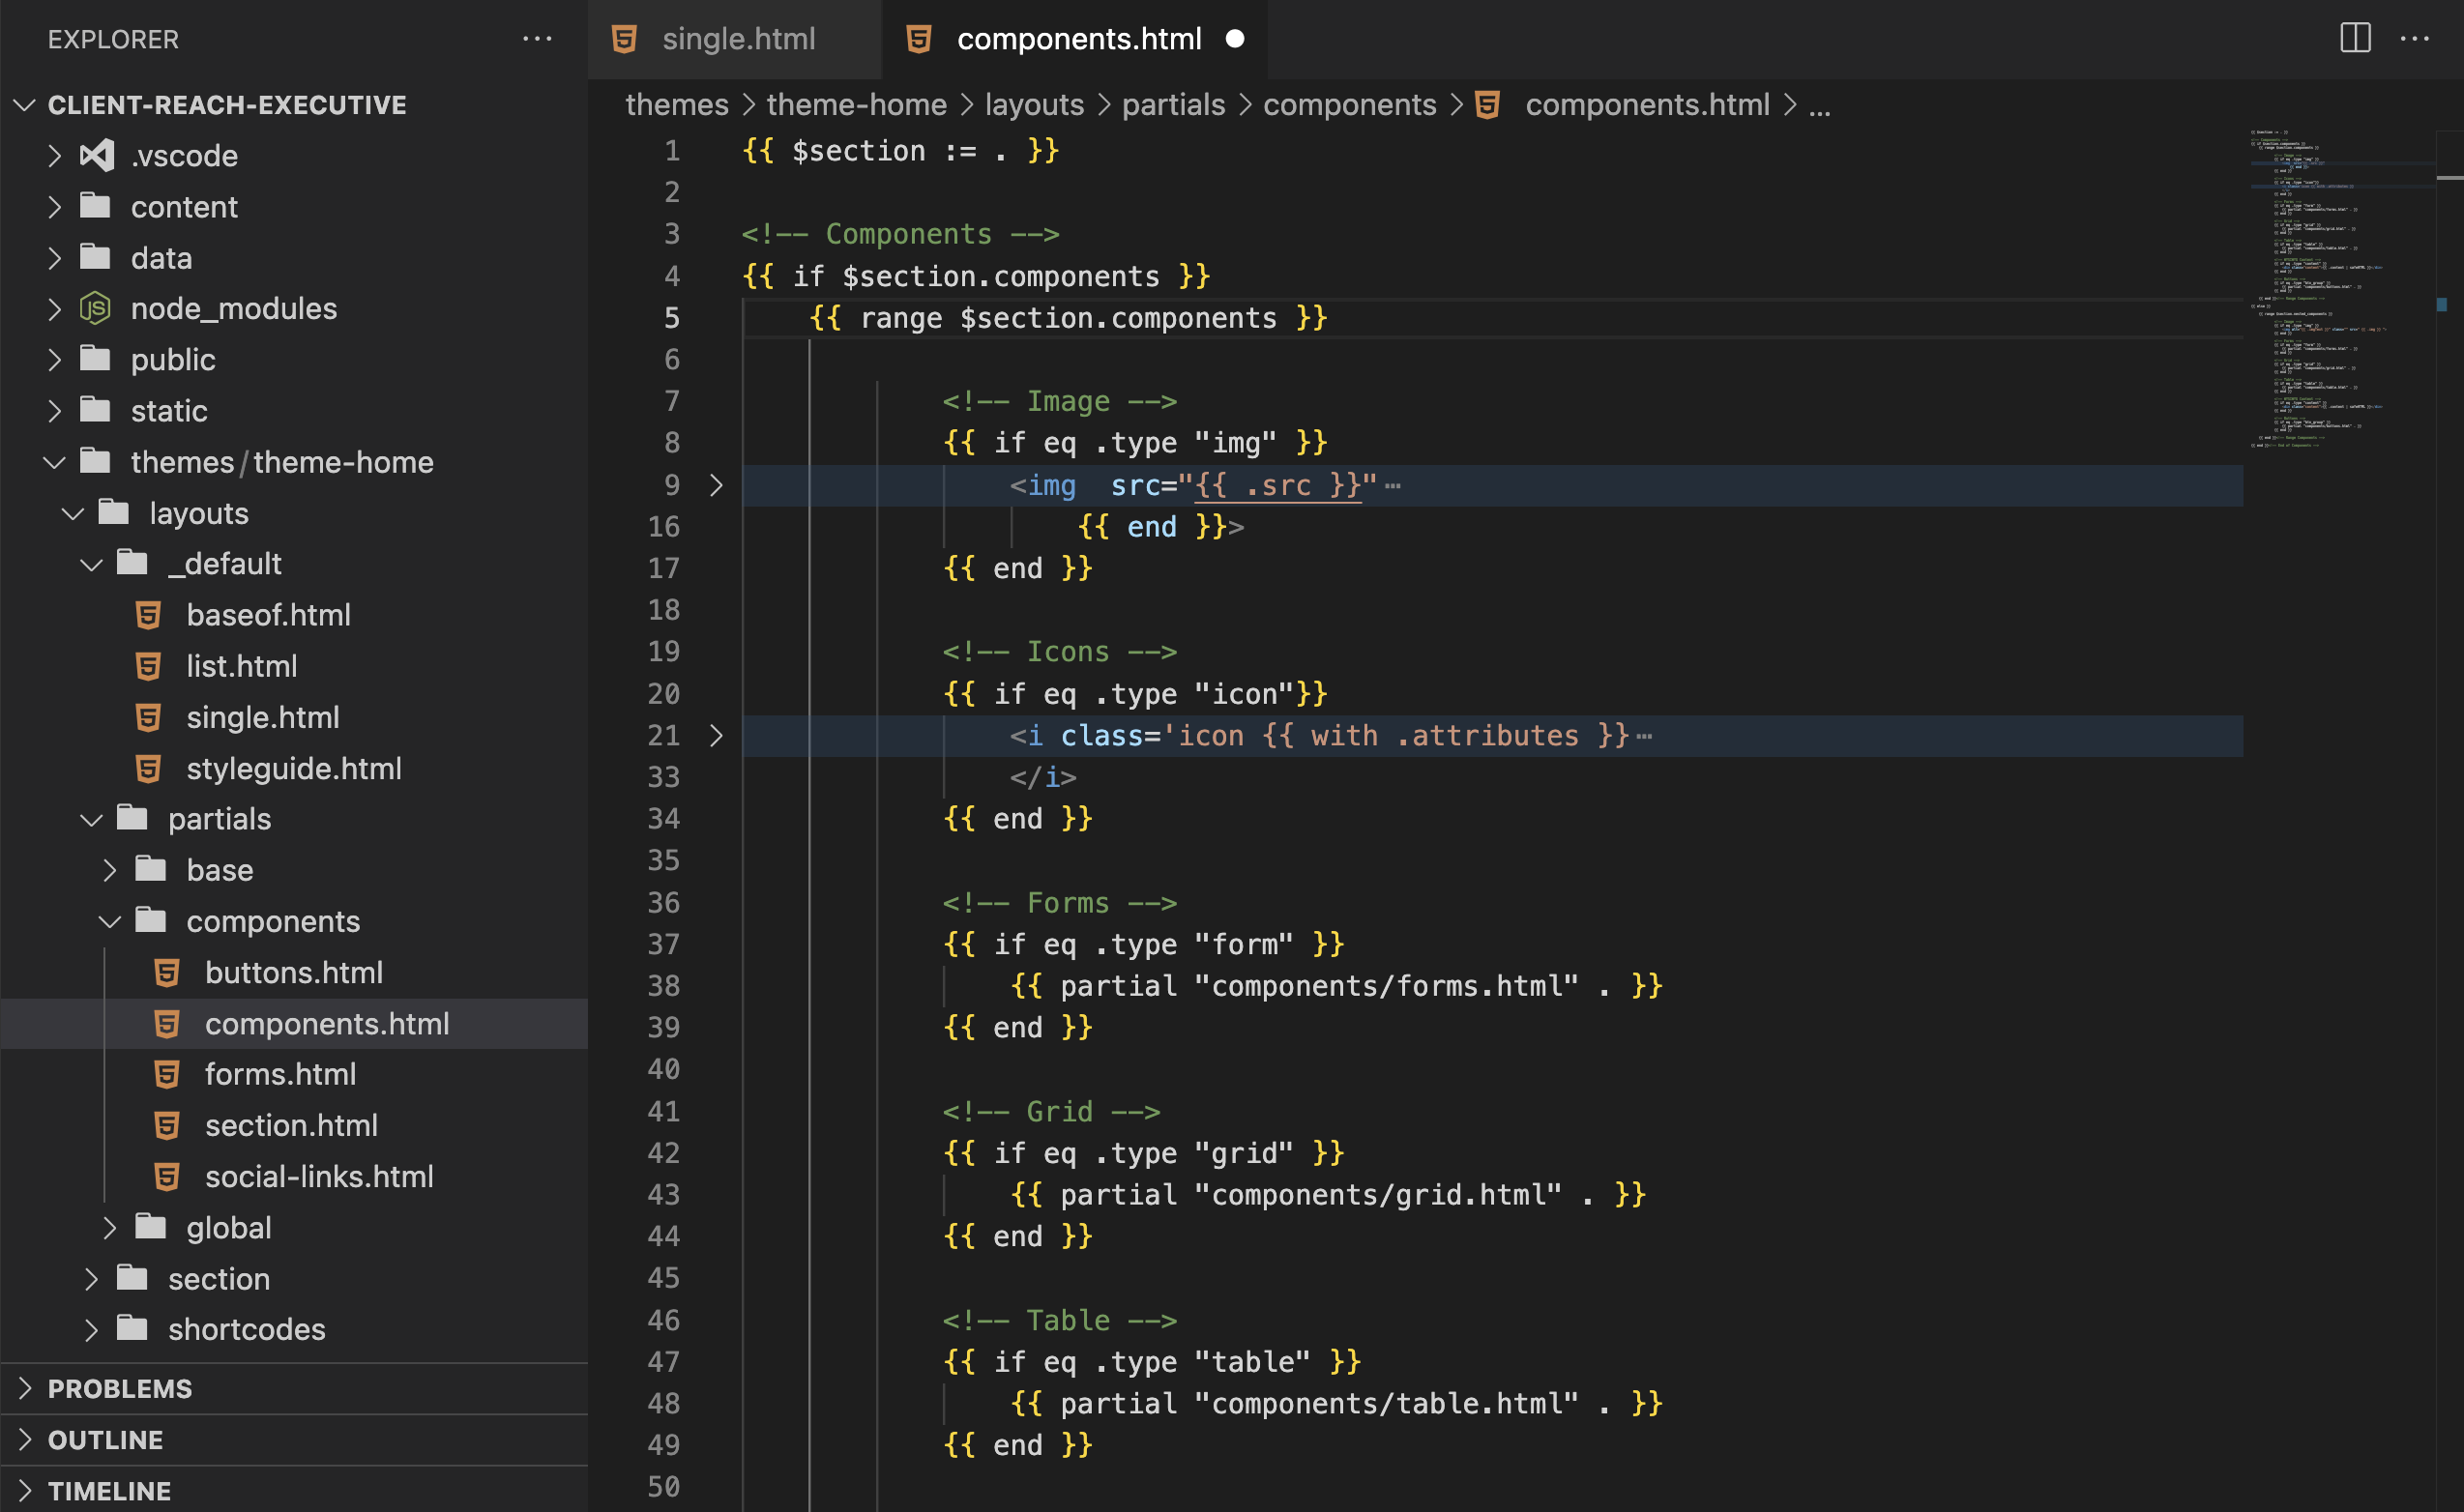 EXPLORER
CLIENT-REACH-EXECUTIVE
.vscode
content
data
node_modules
public
static
themes/theme-home
layouts
_default
baseof.html
list.html
single.html
styleguide.html
partials
base
components
buttons.html
components.html
forms.html
section.html
social-links.html
global
section
shortcodes
PROBLEMS
OUTLINE
TIMELINE
single.html
components.html
themes > theme-home > layouts > partials > components > components.html > ...
1 {{ $section := . }}
2
3 <!-- Components -->
4 {{ if $section.components }}
5 {{ range $section.components }}
6
7 <!-- Image -->
8 {{ if eq .type "img" }}
9 <img  src="{{ .src }}"
16 {{ end }}>
17 {{ end }}
18
19 <!-- Icons -->
20 {{ if eq .type "icon"}}
21 <i class='icon {{ with .attributes }}
33 </i>
34 {{ end }}
35
36 <!-- Forms -->
37 {{ if eq .type "form" }}
38 {{ partial "components/forms.html" . }}
39 {{ end }}
40
41 <!-- Grid -->
42 {{ if eq .type "grid" }}
43 {{ partial "components/grid.html" . }}
44 {{ end }}
45
46 <!-- Table -->
47 {{ if eq .type "table" }}
48 {{ partial "components/table.html" . }}
49 {{ end }}
50